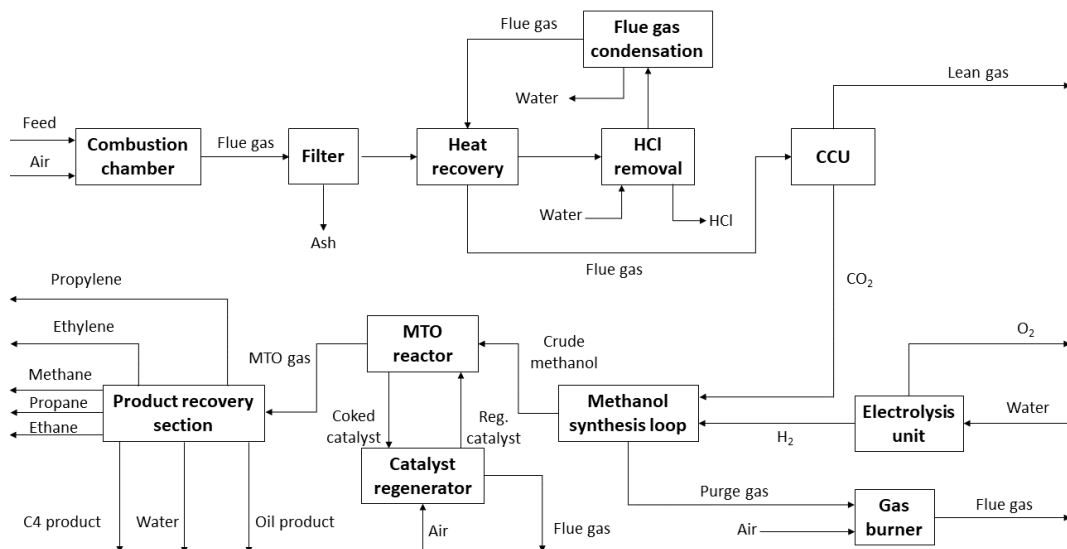 Flue gas
Flue gas
condensation
Lean gas
Water
Feed
Combustion
chamber
Air
Flue gas
Filter
Heat
recovery
HCl
removal
CCU
Water
HCl
Ash
Flue gas
CO₂
Propylene
Ethylene
MTO gas
MTO
reactor
Crude
methanol
O₂
Methane
Propane
Ethane
Product recovery
section
Coked
catalyst
Reg.
catalyst
Methanol
synthesis loop
H₂
Electrolysis
unit
Water
Catalyst
regenerator
Purge gas
Gas
burner
Flue gas
Air
C4 product
Water
Oil product
Air
Flue gas